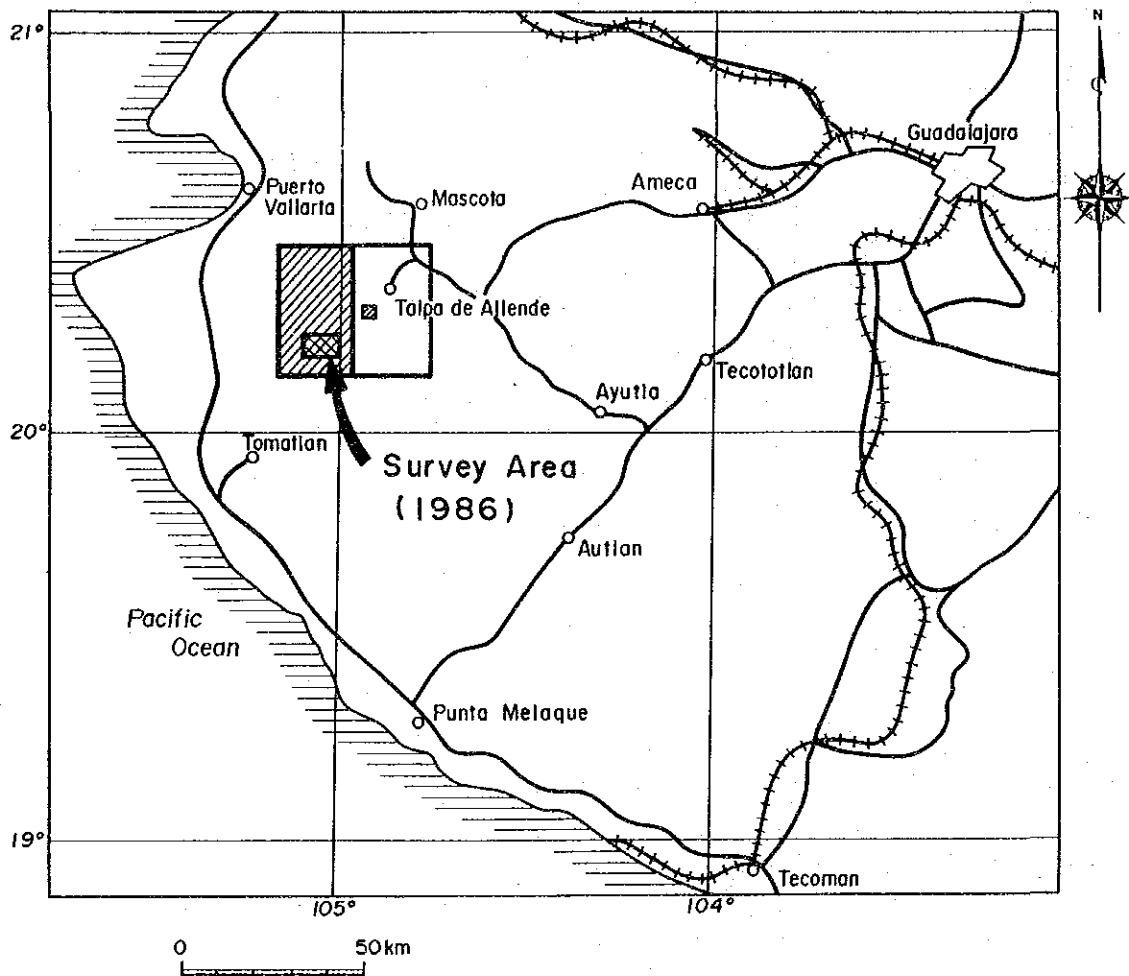 N
21°
Guadalajara
Puerto
Vallarta
Mascota
Ameca
Talpa de Allende
Tecototlan
Ayutla
20°
Tomatlan
Survey Area
(1986)
Autlan
Pacific
Ocean
Punta Melaque
19°
Tecoman
105°
104°
0
50km